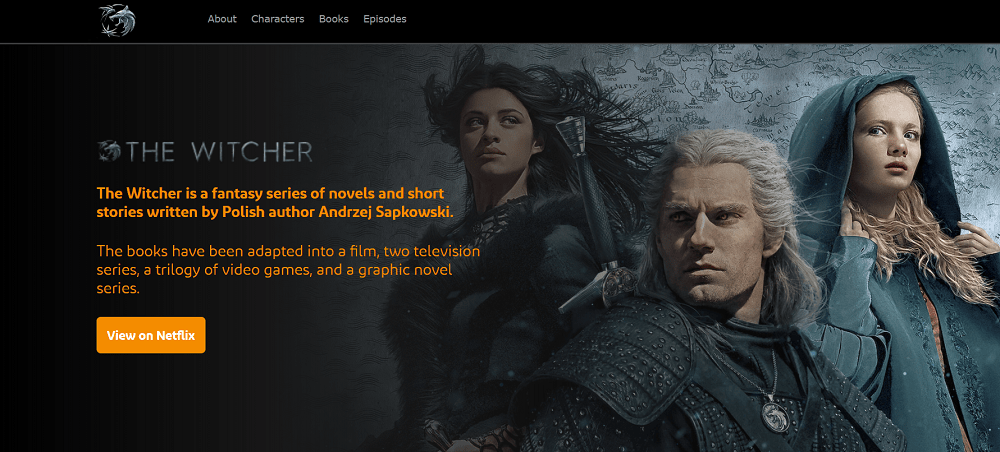 About Characters Books Episodes
THE WITCHER
The Witcher is a fantasy series of novels and short
stories written by Polish author Andrzej Sapkowski.
The books have been adapted into a film, two television
series, a trilogy of video games, and a graphic novel
series.
View on Netflix